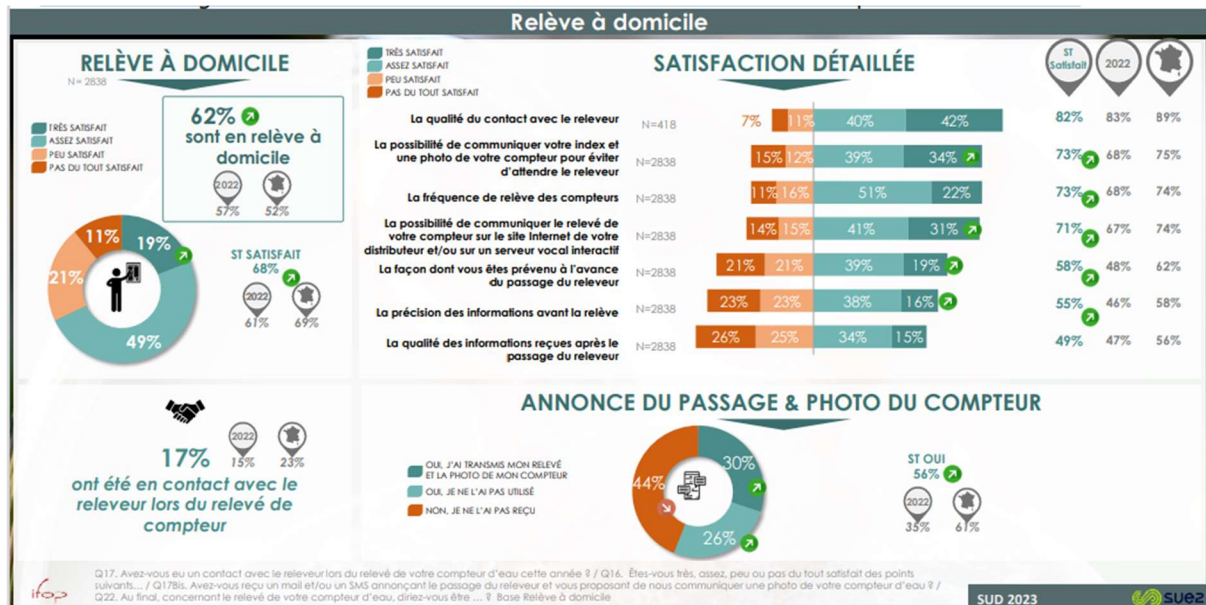 Relève à domicile
RELÈVE À DOMICILE
N= 2838
TRÈS SATISFAIT
ASSEZ SATISFAIT
PEU SATISFAIT
PAS DU TOUT SATISFAIT
62%
sont en relève à
domicile
2022
57%
52%
11%
19%
21%
49%
ST SATISFAIT
68%
2022
61%
69%
17%
2022
15%
23%
ont été en contact avec le
releveur lors du relevé de
compteur
TRÈS SATISFAIT
ASSEZ SATISFAIT
PEU SATISFAIT
PAS DU TOUT SATISFAIT
SATISFACTION DÉTAILLÉE
ST
Satisfait
2022
La qualité du contact avec le releveur
N=418
7% 11% 40% 42%
82% 83% 89%
La possibilité de communiquer votre index et
une photo de votre compteur pour éviter
d'attendre le releveur
N=2838
15% 12% 39% 34%
73% 68% 75%
La fréquence de relève des compteurs
N=2838
11% 16% 51% 22%
73% 68% 74%
La possibilité de communiquer le relevé de
votre compteur sur le site Internet de votre
distributeur et/ou sur un serveur vocal interactif
N=2838
14% 15% 41% 31%
71% 67% 74%
La façon dont vous êtes prévenu à l'avance
du passage du releveur
N=2838
21% 21% 39% 19%
58% 48% 62%
La précision des informations avant la relève
N=2838
23% 23% 38% 16%
55% 46% 58%
La qualité des informations reçues après le
passage du releveur
N=2838
26% 25% 34% 15%
49% 47% 56%
ANNONCE DU PASSAGE & PHOTO DU COMPTEUR
OUI, J'AI TRANSMIS MON RELEVÉ
ET LA PHOTO DE MON COMPTEUR
OUI, JE NE L'AI PAS UTILISÉ
NON, JE NE L'AI PAS REÇU
44%
30%
26%
ST OUI
56%
2022
35%
61%
Q17. Avez-vous eu un contact avec le releveur lors du relevé de votre compteur d'eau cette année ? / Q16. Êtes-vous très, assez, peu ou pas du tout satisfait des points
suivants... / Q17Bis. Avez-vous reçu un mail et/ou un SMS annonçant le passage du releveur et vous proposant de nous communiquer une photo de votre compteur d'eau ? /
Q22. Au final, concernant le relevé de votre compteur d'eau, diriez-vous être ... ? Base Relève à domicile
ifop
SUD 2023
suez